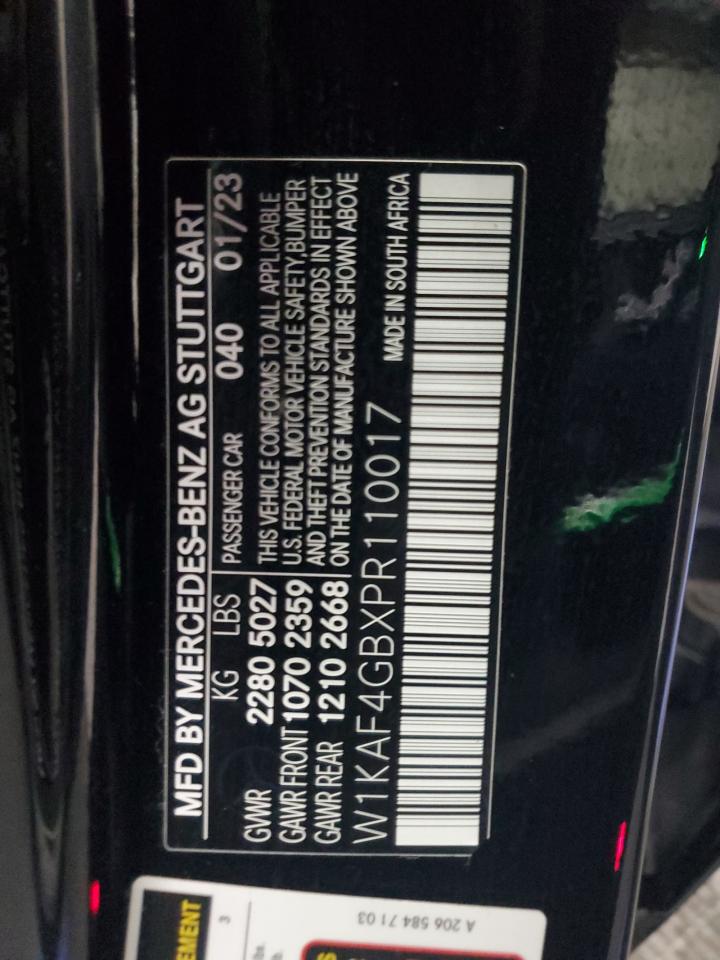 MFD BY MERCEDES-BENZ AG STUTTGART
KG LBS
GVWR 2280 5027
GAWR FRONT 1070 2359
GAWR REAR 1210 2668
PASSENGER CAR 040 01/23
THIS VEHICLE CONFORMS TO ALL APPLICABLE
U.S. FEDERAL MOTOR VEHICLE SAFETY, BUMPER
AND THEFT PREVENTION STANDARDS IN EFFECT
ON THE DATE OF MANUFACTURE SHOWN ABOVE
W1KAF4GBXPR110017
MADE IN SOUTH AFRICA
EMENT
3
lbs.
A 206 584 71 03